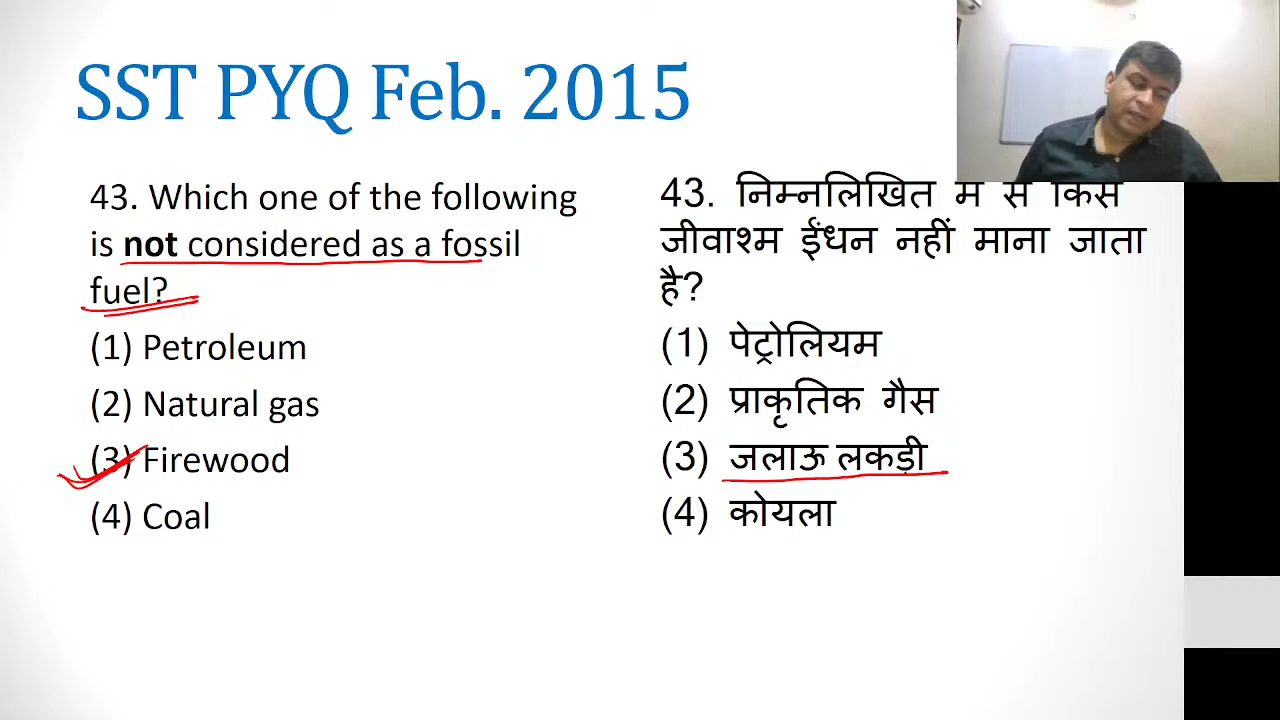 SST PYQ Feb. 2015
43. Which one of the following
is not considered as a fossil
fuel?
(1) Petroleum
(2) Natural gas
(3) Firewood
(4) Coal
43. निम्नलिखित म स किस
जीवाश्म ईंधन नहीं माना जाता
है?
(1) पेट्रोलियम
(2) प्राकृतिक गैस
(3) जलाऊ लकड़ी
(4) कोयला